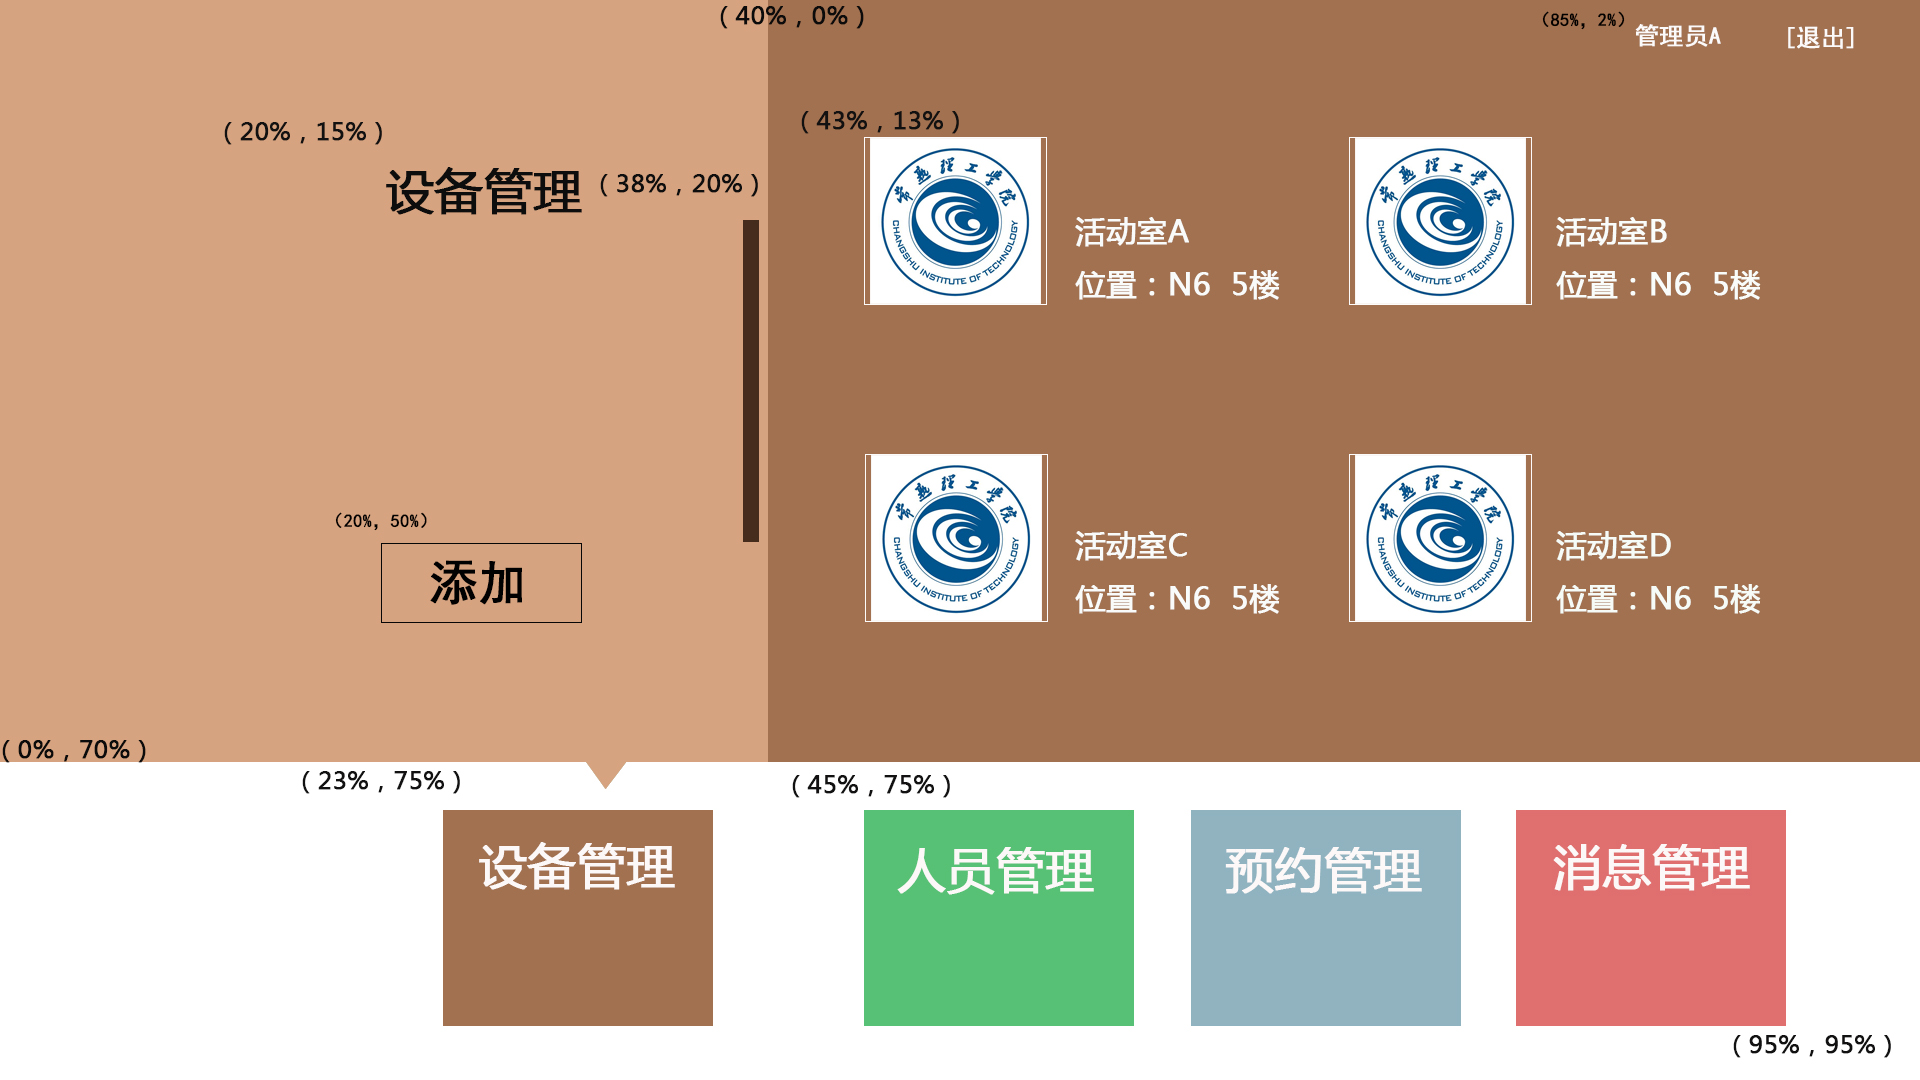 （40%，0%）
（85%, 2%）
管理员A [退出]
（20%，15%）
（43%，13%）
设备管理
（38%，20%）
常熟理工学院
CHANGSHU INSTITUTE OF TECHNOLOGY
活动室A
位置：N6 5楼
常熟理工学院
CHANGSHU INSTITUTE OF TECHNOLOGY
活动室B
位置：N6 5楼
（20%, 50%）
添加
常熟理工学院
CHANGSHU INSTITUTE OF TECHNOLOGY
活动室C
位置：N6 5楼
常熟理工学院
CHANGSHU INSTITUTE OF TECHNOLOGY
活动室D
位置：N6 5楼
（0%，70%）
（23%，75%）
（45%，75%）
设备管理
人员管理
预约管理
消息管理
（95%，95%）